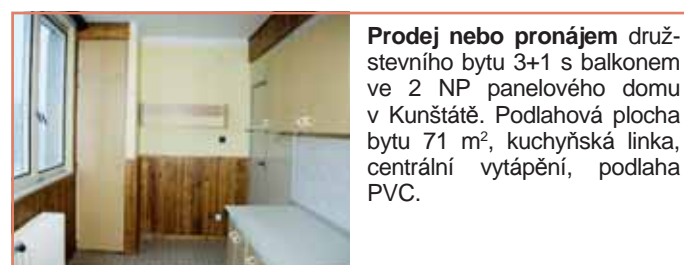 Prodej nebo pronájem druž-
stevního bytu 3+1 s balkonem
ve 2 NP panelového domu
v Kunštátě. Podlahová plocha
bytu 71 m², kuchyňská linka,
centrální vytápění, podlaha
PVC.